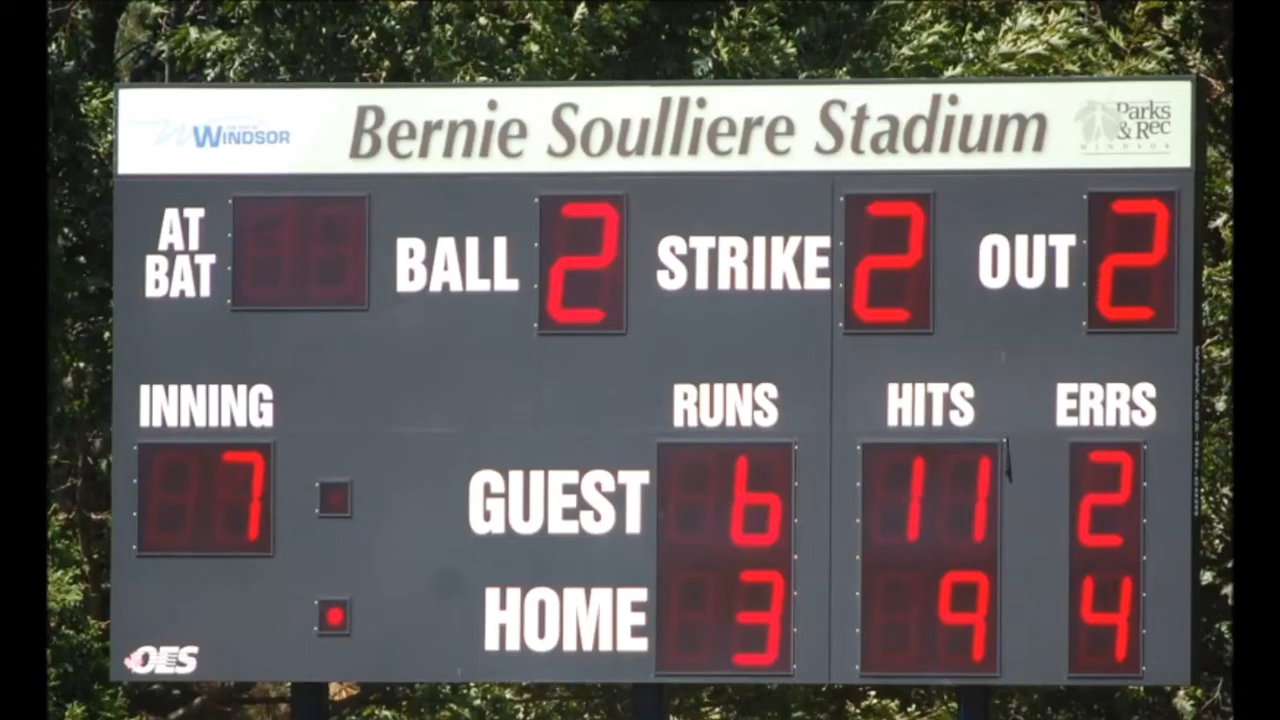 WINDSOR
Bernie Soulliere Stadium
Parks
& Rec
WINDSOR
AT
BAT
BALL 2 STRIKE 2 OUT 2
INNING RUNS HITS ERRS
7 GUEST 6 11 2
HOME 3 9 4
OES